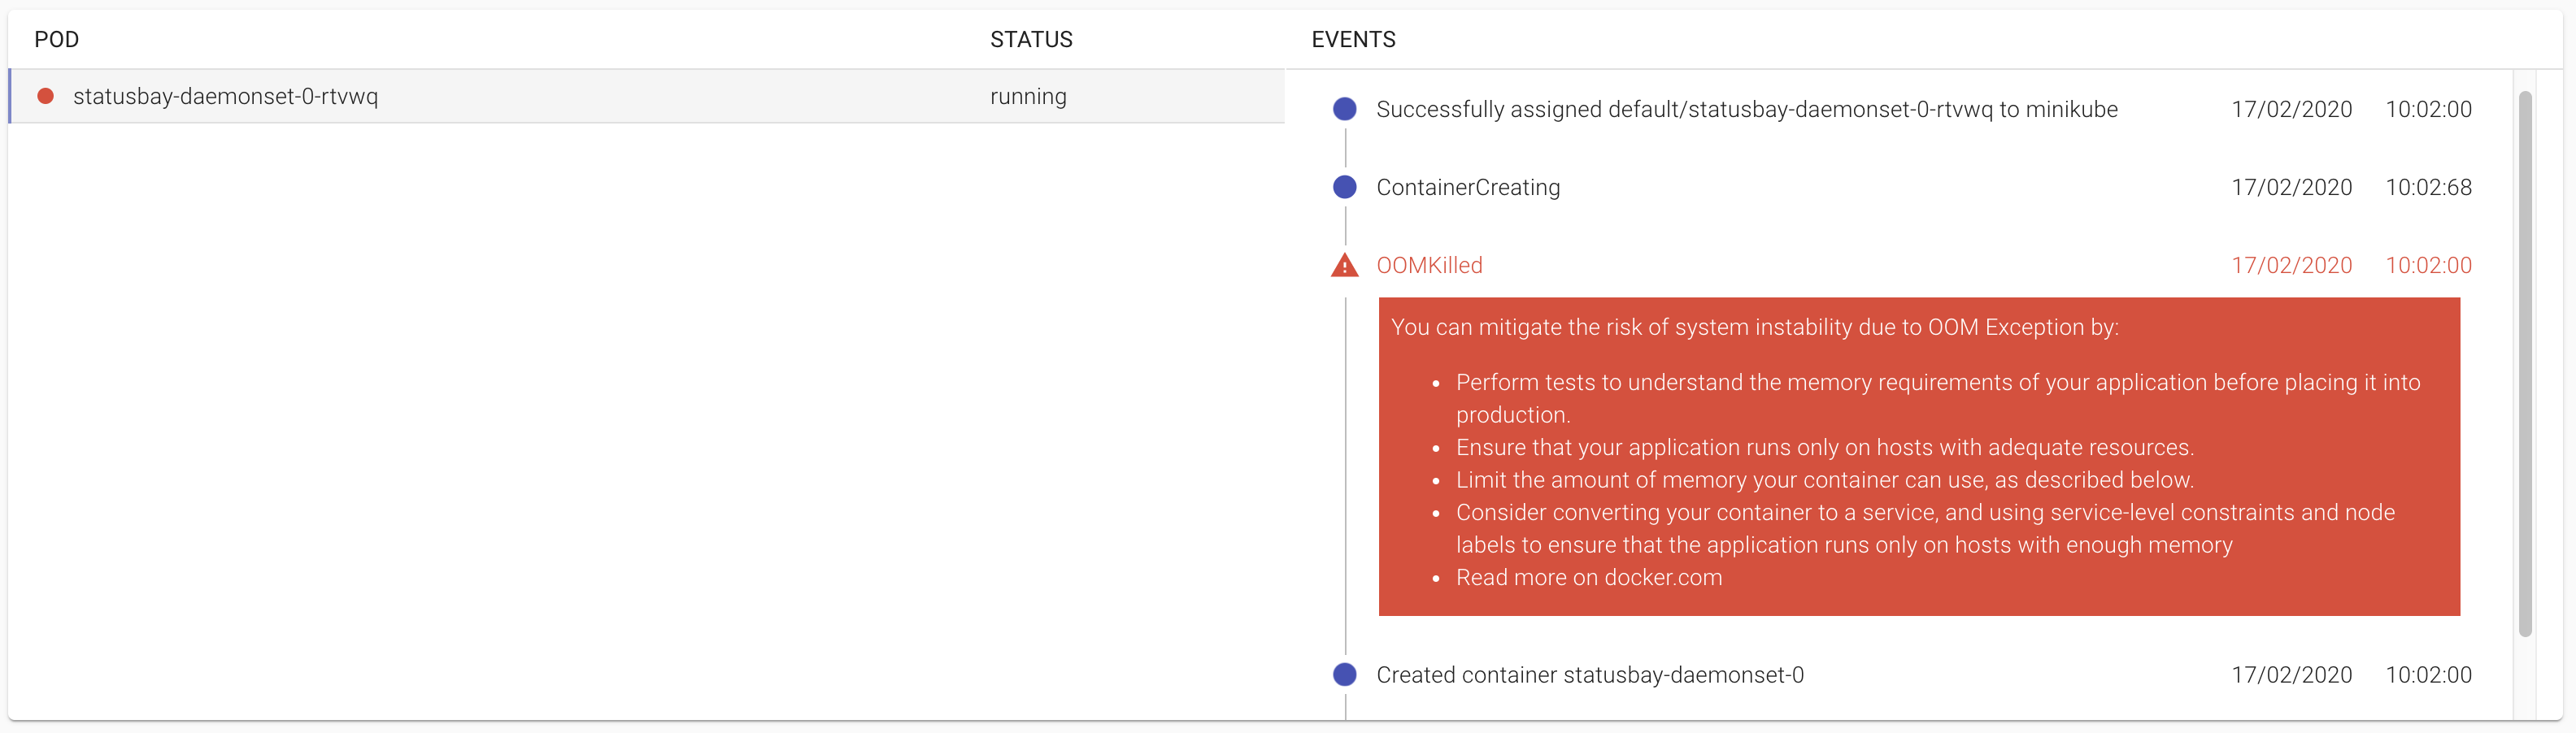 POD STATUS EVENTS
statusbay-daemonset-0-rtvwq running
Successfully assigned default/statusbay-daemonset-0-rtvwq to minikube 17/02/2020 10:02:00
ContainerCreating 17/02/2020 10:02:68
OOMKilled 17/02/2020 10:02:00
You can mitigate the risk of system instability due to OOM Exception by:
• Perform tests to understand the memory requirements of your application before placing it into
production.
• Ensure that your application runs only on hosts with adequate resources.
• Limit the amount of memory your container can use, as described below.
• Consider converting your container to a service, and using service-level constraints and node
labels to ensure that the application runs only on hosts with enough memory
• Read more on docker.com
Created container statusbay-daemonset-0 17/02/2020 10:02:00